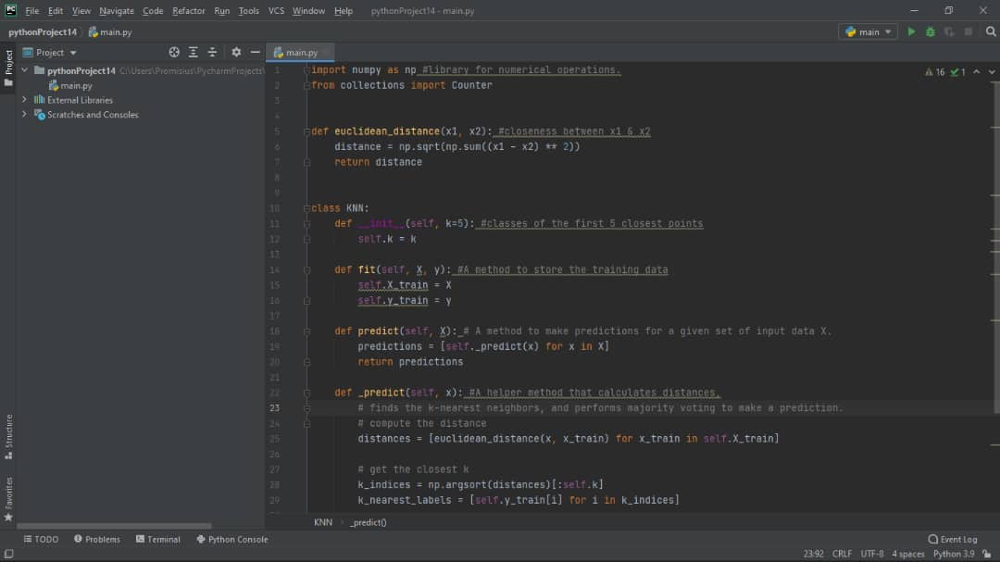 PC File Edit View Navigate Code Refactor Run Tools VCS Window Help pythonProject14 - main.py
pythonProject14 main.py
main
Project
Project
main.py
pythonProject14 C:\Users\Promisius\PycharmProjects\
main.py
External Libraries
Scratches and Consoles
16 1
1 import numpy as np #library for numerical operations.
2 from collections import Counter
3
4
5 def euclidean_distance(x1, x2): #closeness between x1 & x2
6 distance = np.sqrt(np.sum((x1 - x2) ** 2))
7 return distance
8
9
10 class KNN:
11 def __init__(self, k=5): #classes of the first 5 closest points
12 self.k = k
13
14 def fit(self, X, y): #A method to store the training data
15 self.X_train = X
16 self.y_train = y
17
18 def predict(self, X): # A method to make predictions for a given set of input data X.
19 predictions = [self._predict(x) for x in X]
20 return predictions
21
22 def _predict(self, x): #A helper method that calculates distances,
23 # finds the k-nearest neighbors, and performs majority voting to make a prediction.
24 # compute the distance
25 distances = [euclidean_distance(x, x_train) for x_train in self.X_train]
26
27 # get the closest k
28 k_indices = np.argsort(distances)[:self.k]
29 k_nearest_labels = [self.y_train[i] for i in k_indices]
Structure
Favorites
KNN _predict()
TODO Problems Terminal Python Console Event Log
23:92 CRLF UTF-8 4 spaces Python 3.9